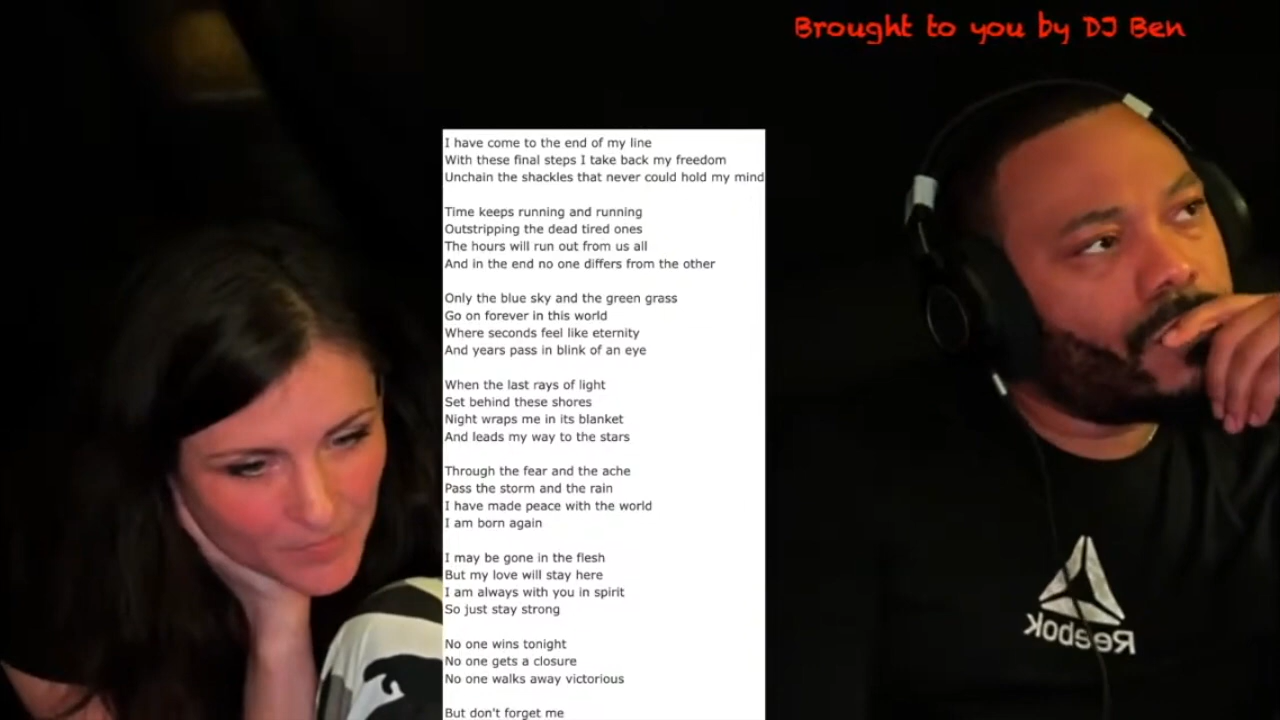 Brought to you by DJ Ben
I have come to the end of my line
With these final steps I take back my freedom
Unchain the shackles that never could hold my mind
Time keeps running and running
Outstripping the dead tired ones
The hours will run out from us all
And in the end no one differs from the other
Only the blue sky and the green grass
Go on forever in this world
Where seconds feel like eternity
And years pass in blink of an eye
When the last rays of light
Set behind these shores
Night wraps me in its blanket
And leads my way to the stars
Through the fear and the ache
Pass the storm and the rain
I have made peace with the world
I am born again
I may be gone in the flesh
But my love will stay here
I am always with you in spirit
So just stay strong
No one wins tonight
No one gets a closure
No one walks away victorious
But don't forget me
Reebok